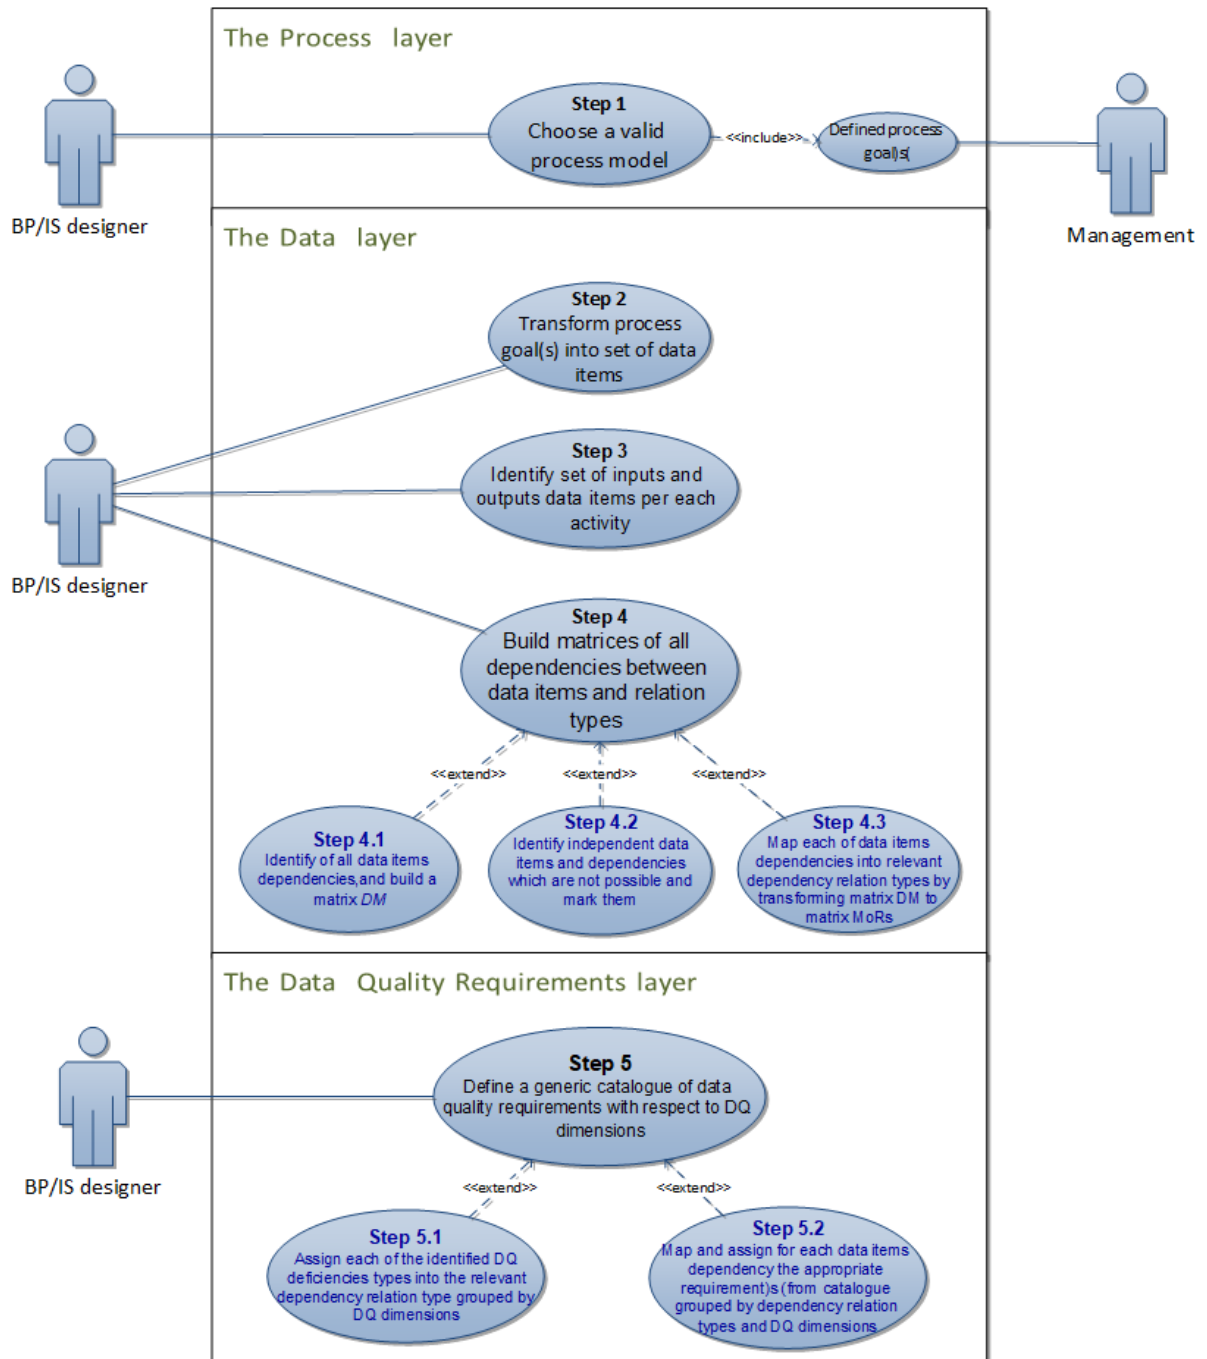 The Process layer
Step 1
Choose a valid
process model
<<include>>
Defined process
goal)s(
BP/IS designer
Management
The Data layer
Step 2
Transform process
goal(s) into set of data
items
Step 3
Identify set of inputs and
outputs data items per each
activity
BP/IS designer
Step 4
Build matrices of all
dependencies between
data items and relation
types
<<extend>>
<<extend>>
<<extend>>
Step 4.1
Identify of all data items
dependencies,and build a
matrix DM
Step 4.2
Identify independent data
items and dependencies
which are not possible and
mark them
Step 4.3
Map each of data items
dependencies into relevant
dependency relation types by
transforming matrix DM to
matrix MoRs
The Data Quality Requirements layer
Step 5
Define a generic catalogue of data
quality requirements with respect to DQ
dimensions
BP/IS designer
<<extend>>
<<extend>>
Step 5.1
Assign each of the identified DQ
deficiencies types into the relevant
dependency relation type grouped by
DQ dimensions
Step 5.2
Map and assign for each data items
dependency the appropriate
requirement)s(from catalogue
grouped by dependency relation
types and DQ dimensions